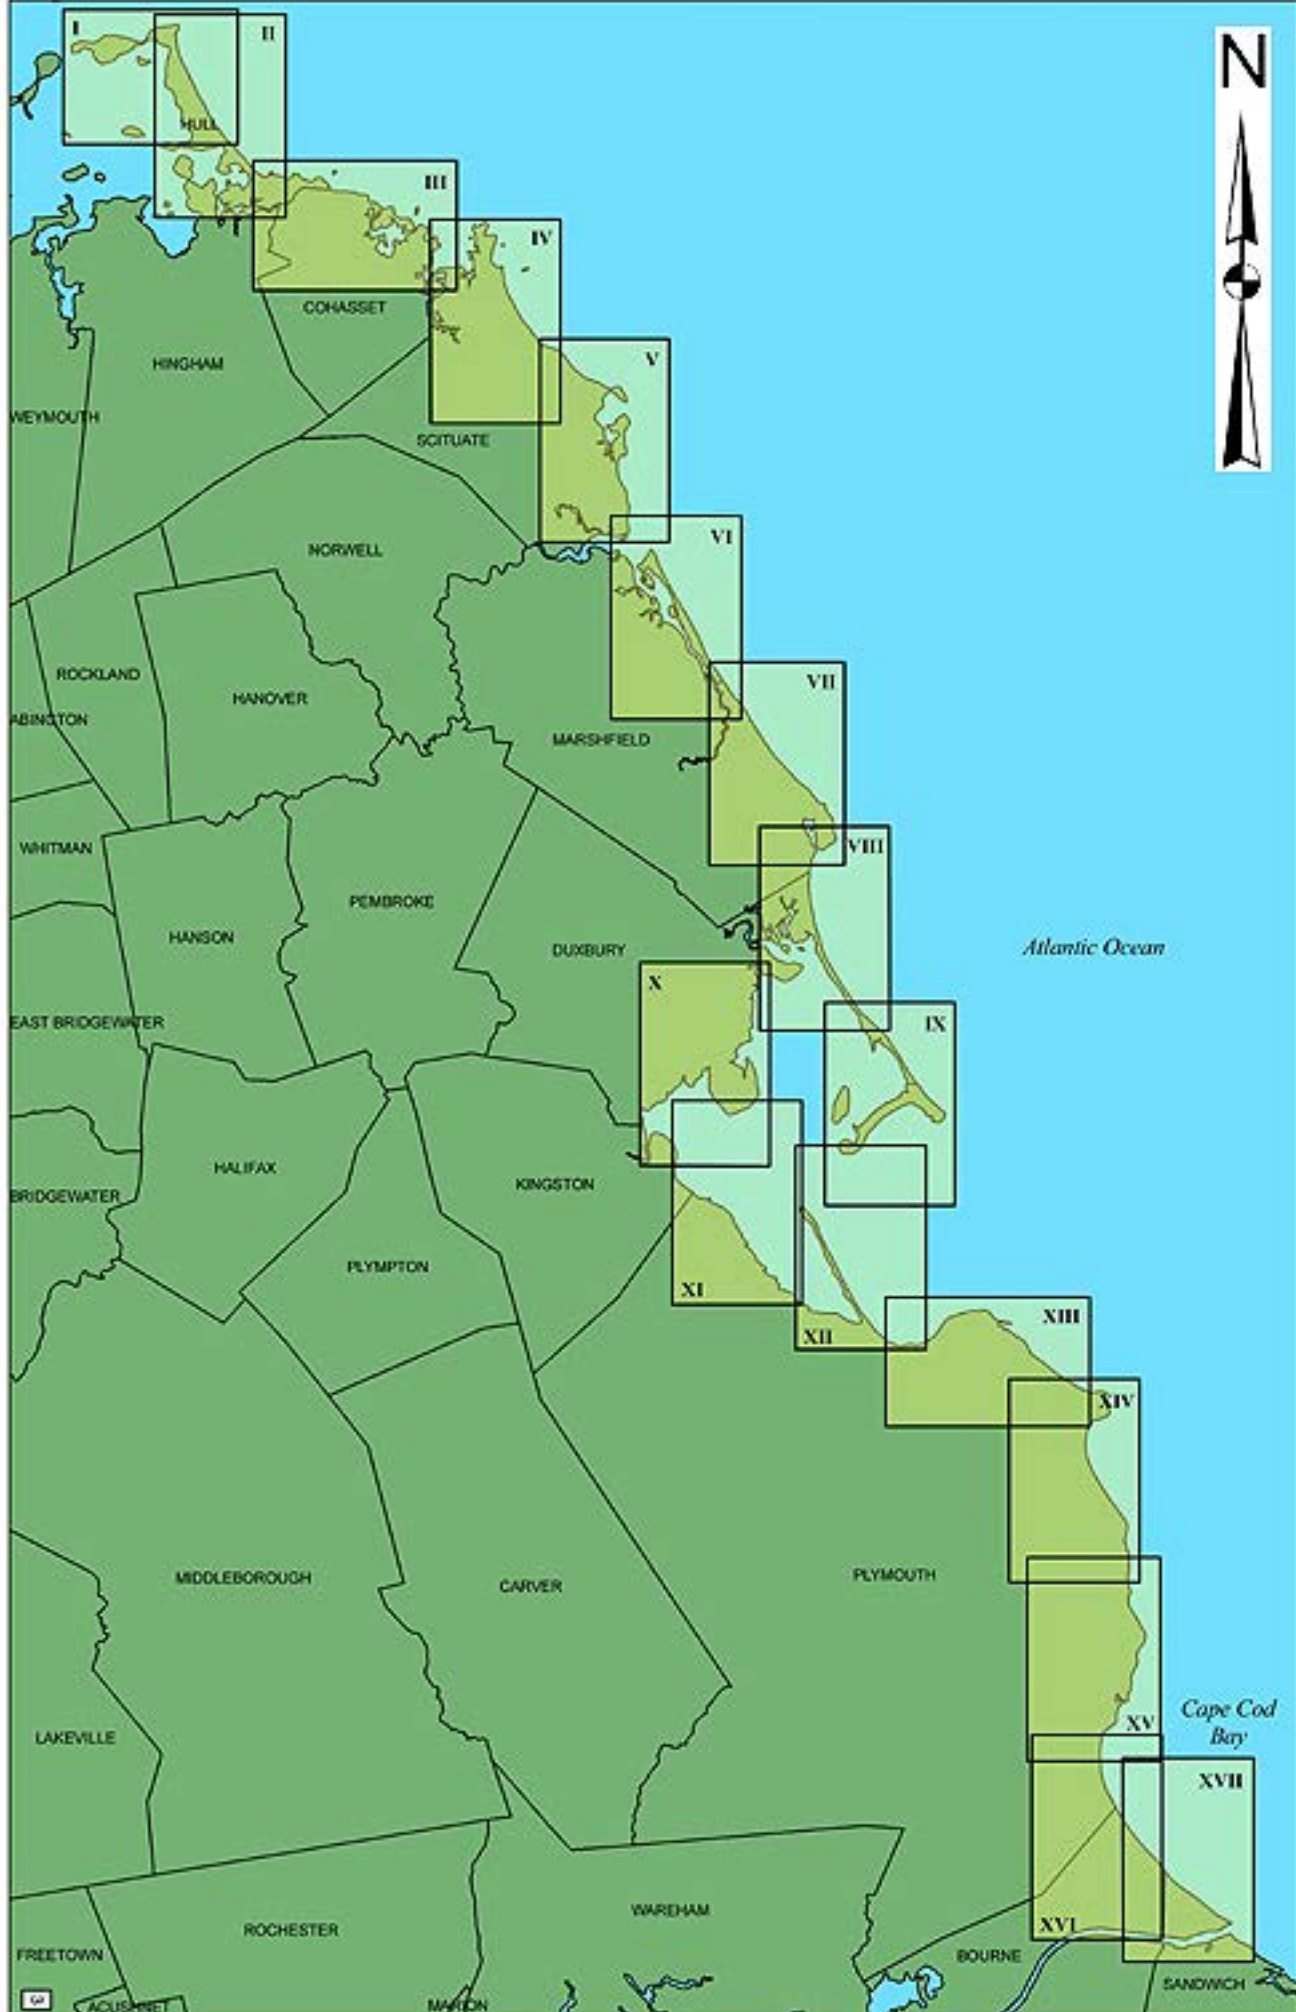 I
II
N
HULL
III
IV
COHASSET
V
HINGHAM
WEYMOUTH
SCITUATE
VI
NORWELL
ROCKLAND
VII
HANOVER
ABINGTON
MARSHFIELD
WHITMAN
VIII
PEMBROKE
HANSON
DUXBURY
Atlantic Ocean
X
EAST BRIDGEWATER
IX
HALIFAX
KINGSTON
BRIDGEWATER
PLYMPTON
XI
XII
XIII
XIV
MIDDLEBOROUGH
CARVER
PLYMOUTH
LAKEVILLE
XV
Cape Cod
Bay
XVII
WAREHAM
ROCHESTER
XVI
FREETOWN
BOURNE
SANDWICH
ACUSHNET
MARION
3